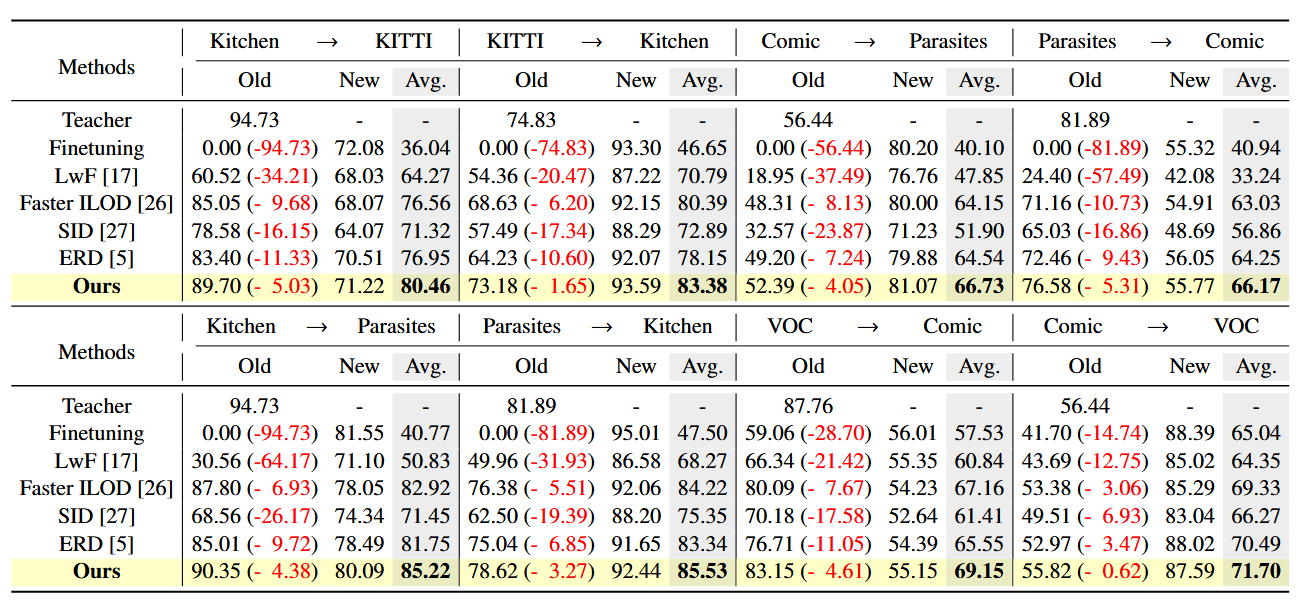 Methods Kitchen → KITTI KITTI → Kitchen Comic → Parasites Parasites → Comic
Old New Avg. Old New Avg. Old New Avg. Old New Avg.
Teacher 94.73 - - 74.83 - - 56.44 - - 81.89 - -
Finetuning 0.00 (-94.73) 72.08 36.04 0.00 (-74.83) 93.30 46.65 0.00 (-56.44) 80.20 40.10 0.00 (-81.89) 55.32 40.94
LwF [17] 60.52 (-34.21) 68.03 64.27 54.36 (-20.47) 87.22 70.79 18.95 (-37.49) 76.76 47.85 24.40 (-57.49) 42.08 33.24
Faster ILOD [26] 85.05 (- 9.68) 68.07 76.56 68.63 (- 6.20) 92.15 80.39 48.31 (- 8.13) 80.00 64.15 71.16 (-10.73) 54.91 63.03
SID [27] 78.58 (-16.15) 64.07 71.32 57.49 (-17.34) 88.29 72.89 32.57 (-23.87) 71.23 51.90 65.03 (-16.86) 48.69 56.86
ERD [5] 83.40 (-11.33) 70.51 76.95 64.23 (-10.60) 92.07 78.15 49.20 (- 7.24) 79.88 64.54 72.46 (- 9.43) 56.05 64.25
Ours 89.70 (- 5.03) 71.22 80.46 73.18 (- 1.65) 93.59 83.38 52.39 (- 4.05) 81.07 66.73 76.58 (- 5.31) 55.77 66.17
Methods Kitchen → Parasites Parasites → Kitchen VOC → Comic Comic → VOC
Old New Avg. Old New Avg. Old New Avg. Old New Avg.
Teacher 94.73 - - 81.89 - - 87.76 - - 56.44 - -
Finetuning 0.00 (-94.73) 81.55 40.77 0.00 (-81.89) 95.01 47.50 59.06 (-28.70) 56.01 57.53 41.70 (-14.74) 88.39 65.04
LwF [17] 30.56 (-64.17) 71.10 50.83 49.96 (-31.93) 86.58 68.27 66.34 (-21.42) 55.35 60.84 43.69 (-12.75) 85.02 64.35
Faster ILOD [26] 87.80 (- 6.93) 78.05 82.92 76.38 (- 5.51) 92.06 84.22 80.09 (- 7.67) 54.23 67.16 53.38 (- 3.06) 85.29 69.33
SID [27] 68.56 (-26.17) 74.34 71.45 62.50 (-19.39) 88.20 75.35 70.18 (-17.58) 52.64 61.41 49.51 (- 6.93) 83.04 66.27
ERD [5] 85.01 (- 9.72) 78.49 81.75 75.04 (- 6.85) 91.65 83.34 76.71 (-11.05) 54.39 65.55 52.97 (- 3.47) 88.02 70.49
Ours 90.35 (- 4.38) 80.09 85.22 78.62 (- 3.27) 92.44 85.53 83.15 (- 4.61) 55.15 69.15 55.82 (- 0.62) 87.59 71.70